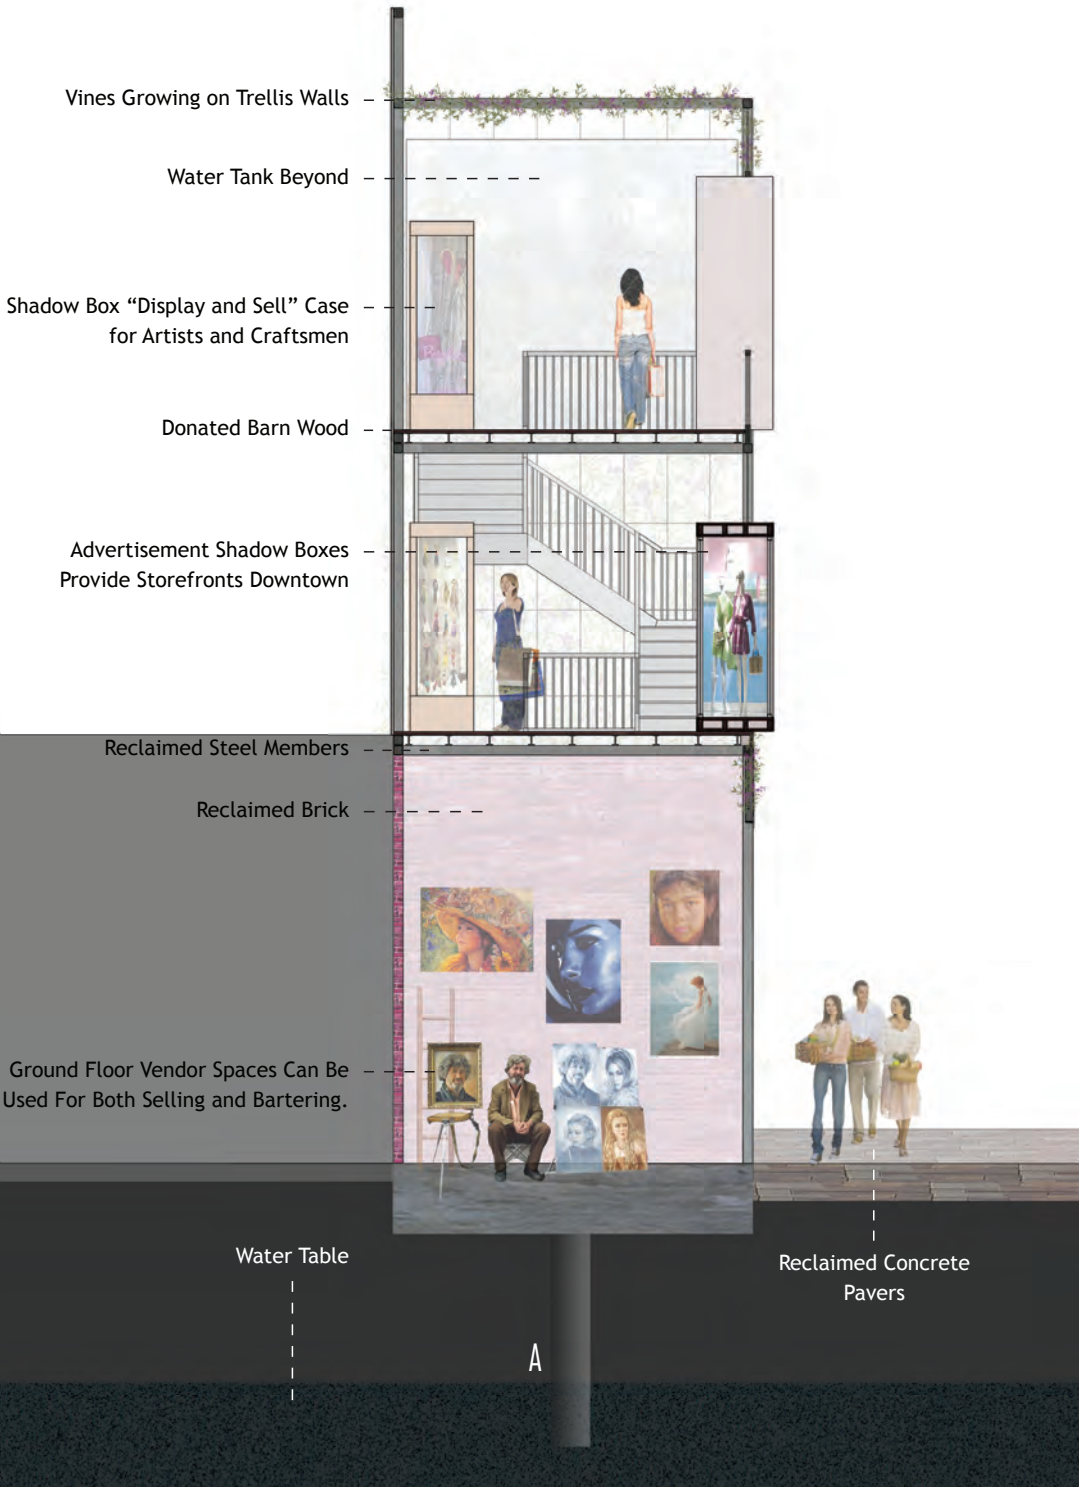 Vines Growing on Trellis Walls
Water Tank Beyond
Shadow Box “Display and Sell” Case
for Artists and Craftsmen
Donated Barn Wood
Advertisement Shadow Boxes
Provide Storefronts Downtown
Reclaimed Steel Members
Reclaimed Brick
Ground Floor Vendor Spaces Can Be
Used For Both Selling and Bartering.
Water Table
Reclaimed Concrete
Pavers
A